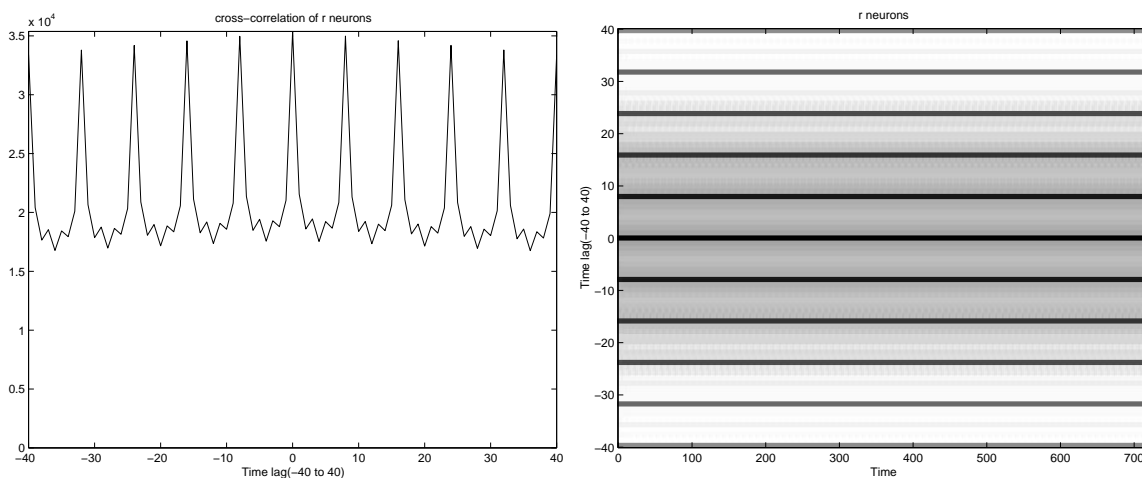 cross−correlation of r neurons
x 10⁴
3.5
3
2.5
2
1.5
1
0.5
0
−40 −30 −20 −10 0 10 20 30 40
Time lag(−40 to 40)
r neurons
Time lag(−40 to 40)
40
30
20
10
0
−10
−20
−30
−40
0 100 200 300 400 500 600 700
Time